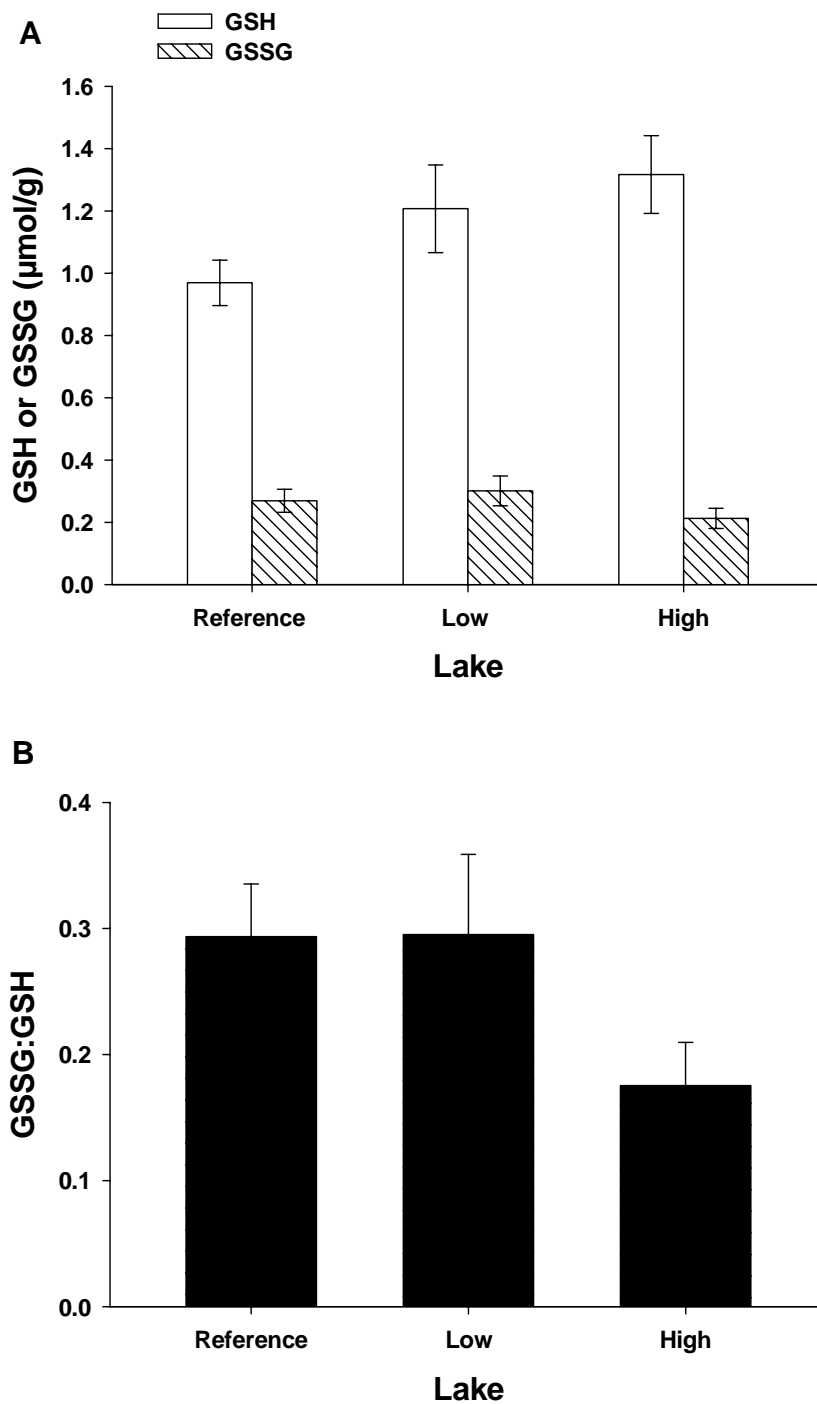 A
GSH
GSSG
1.6
1.4
1.2
1.0
0.8
0.6
0.4
0.2
0.0
GSH or GSSG (µmol/g)
Reference Low High
Lake
B
0.4
0.3
0.2
0.1
0.0
GSSG:GSH
Reference Low High
Lake